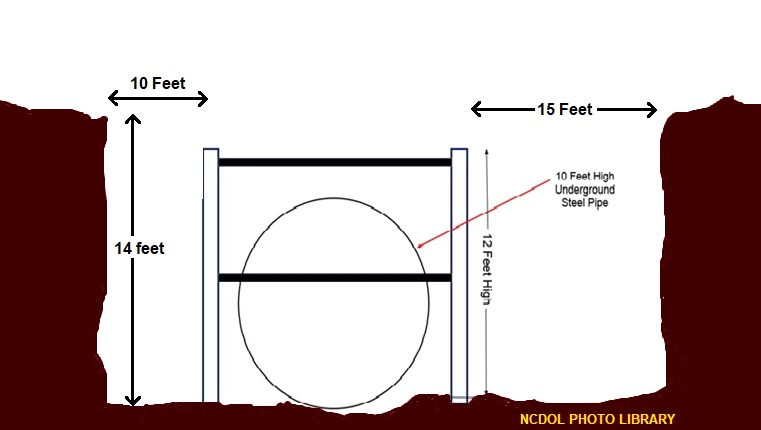 10 Feet
15 Feet
10 Feet High
Underground
Steel Pipe
14 feet
12 Feet High
NCDOL PHOTO LIBRARY